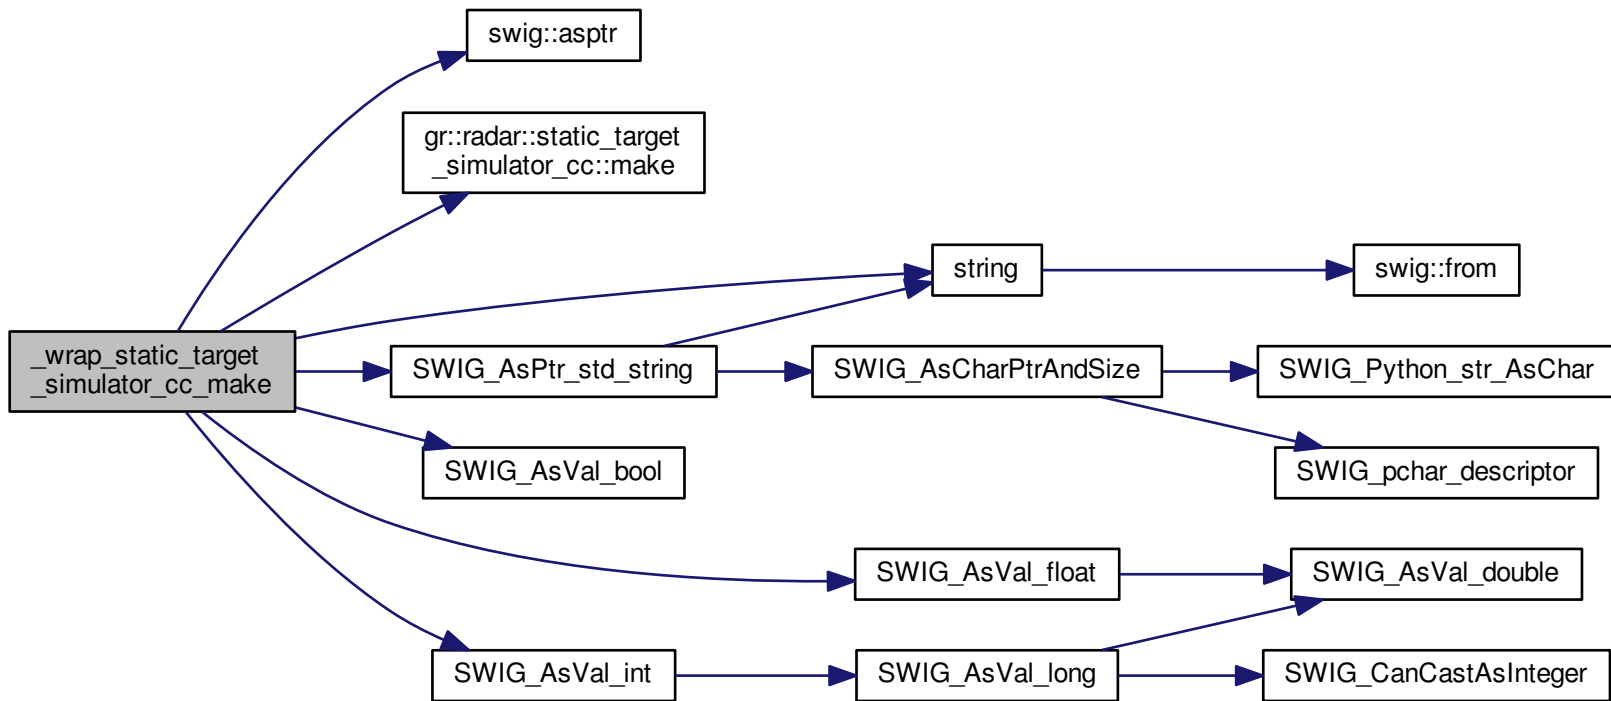 swig::asptr
gr::radar::static_target
_simulator_cc::make
string
swig::from
_wrap_static_target
_simulator_cc_make
SWIG_AsPtr_std_string
SWIG_AsCharPtrAndSize
SWIG_Python_str_AsChar
SWIG_AsVal_bool
SWIG_pchar_descriptor
SWIG_AsVal_float
SWIG_AsVal_double
SWIG_AsVal_int
SWIG_AsVal_long
SWIG_CanCastAsInteger